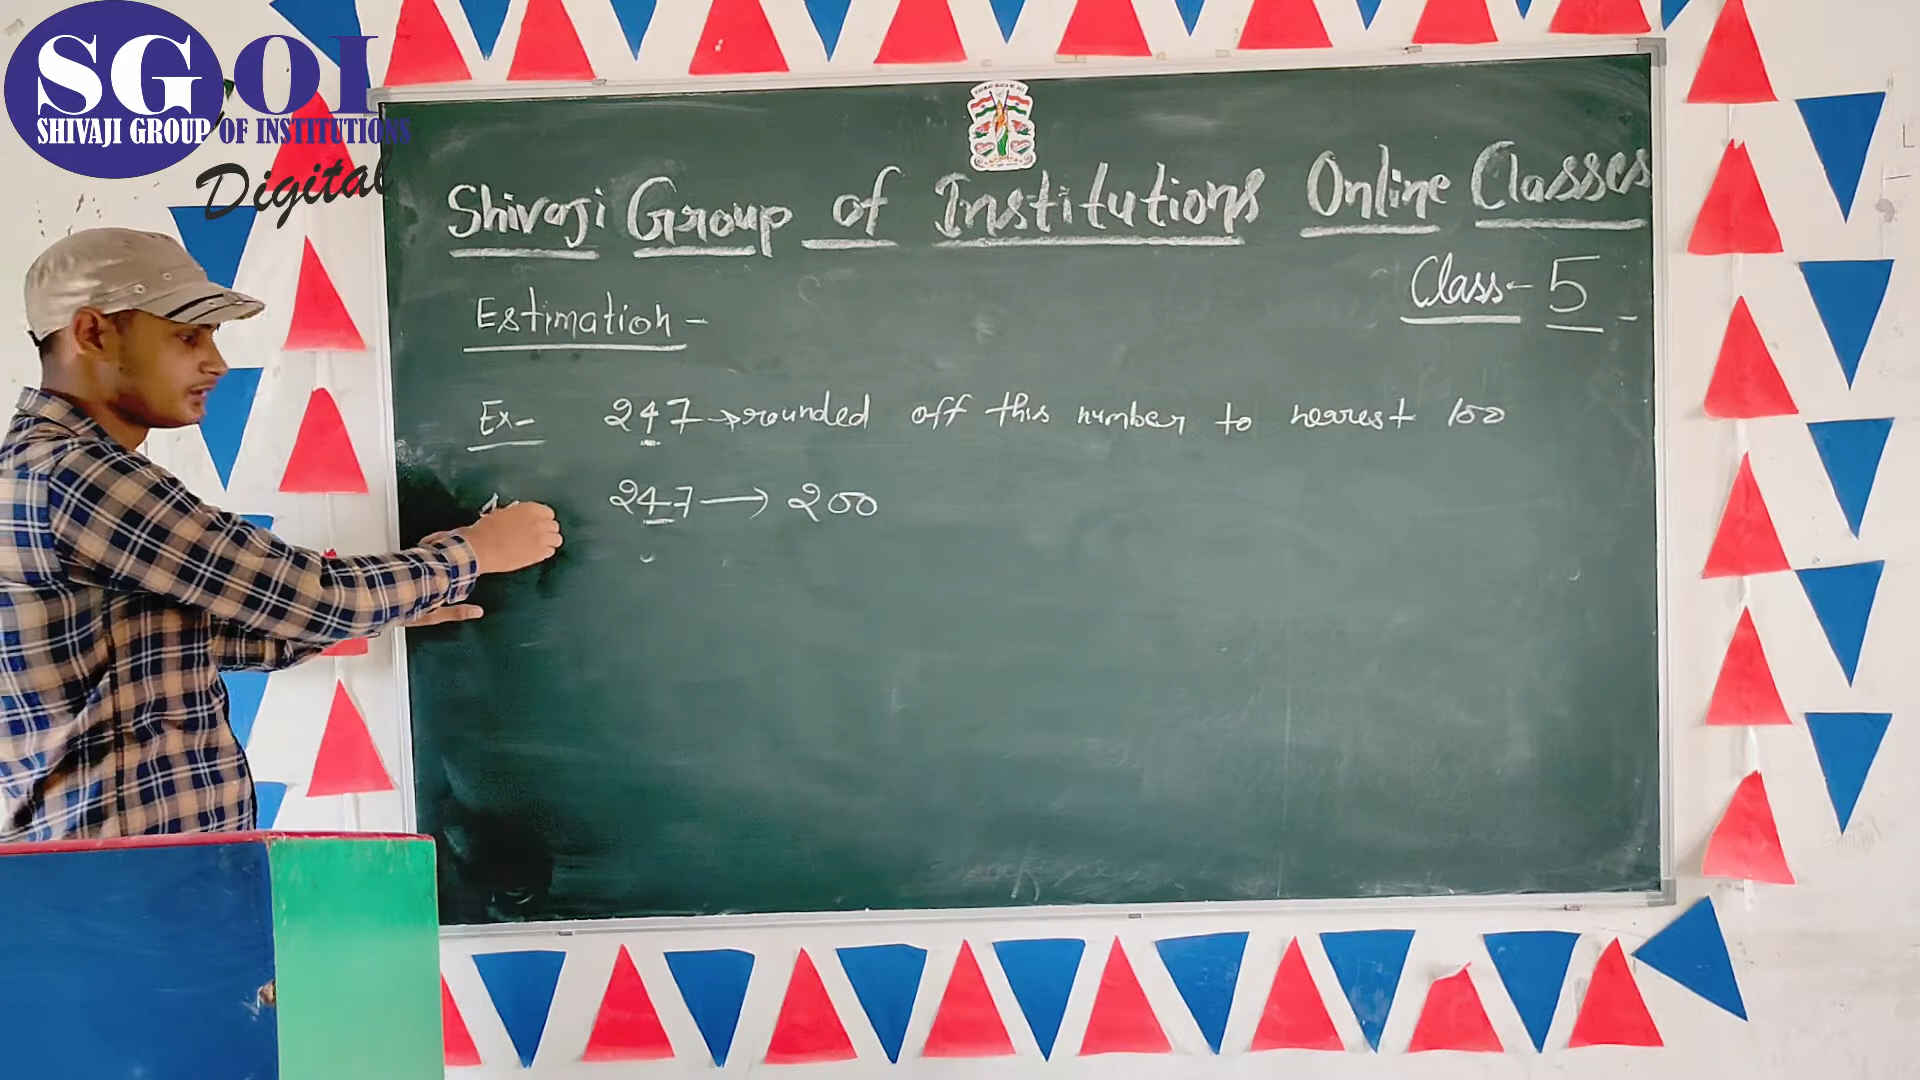 SGOI
SHIVAJI GROUP OF INSTITUTIONS
Digital
Shivaji Group of Institutions Online Classes
Class- 5
Estimation -
Ex- 247 → rounded off this number to nearest 100
247 → 200